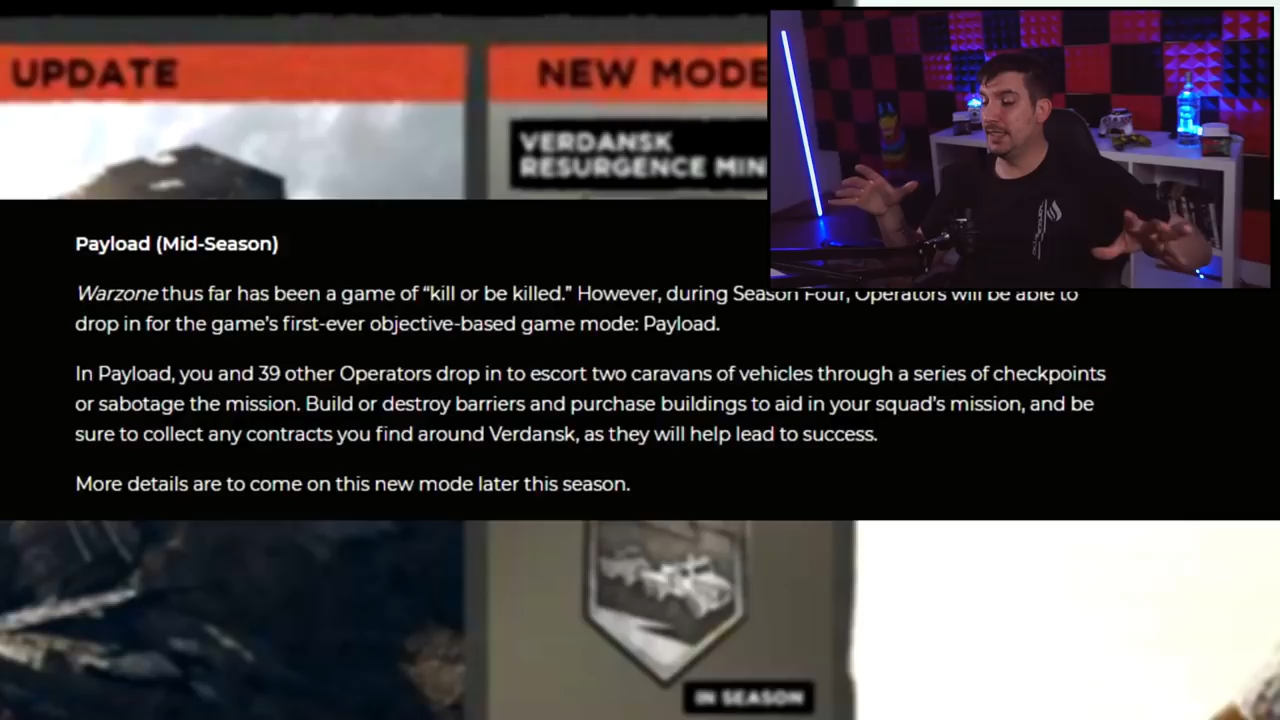 UPDATE
NEW MODE
VERDANSK
RESURGENCE MIN
Payload (Mid-Season)
Warzone thus far has been a game of “kill or be killed.” However, during Season Four, Operators will be able to
drop in for the game’s first-ever objective-based game mode: Payload.
In Payload, you and 39 other Operators drop in to escort two caravans of vehicles through a series of checkpoints
or sabotage the mission. Build or destroy barriers and purchase buildings to aid in your squad’s mission, and be
sure to collect any contracts you find around Verdansk, as they will help lead to success.
More details are to come on this new mode later this season.
IN SEASON